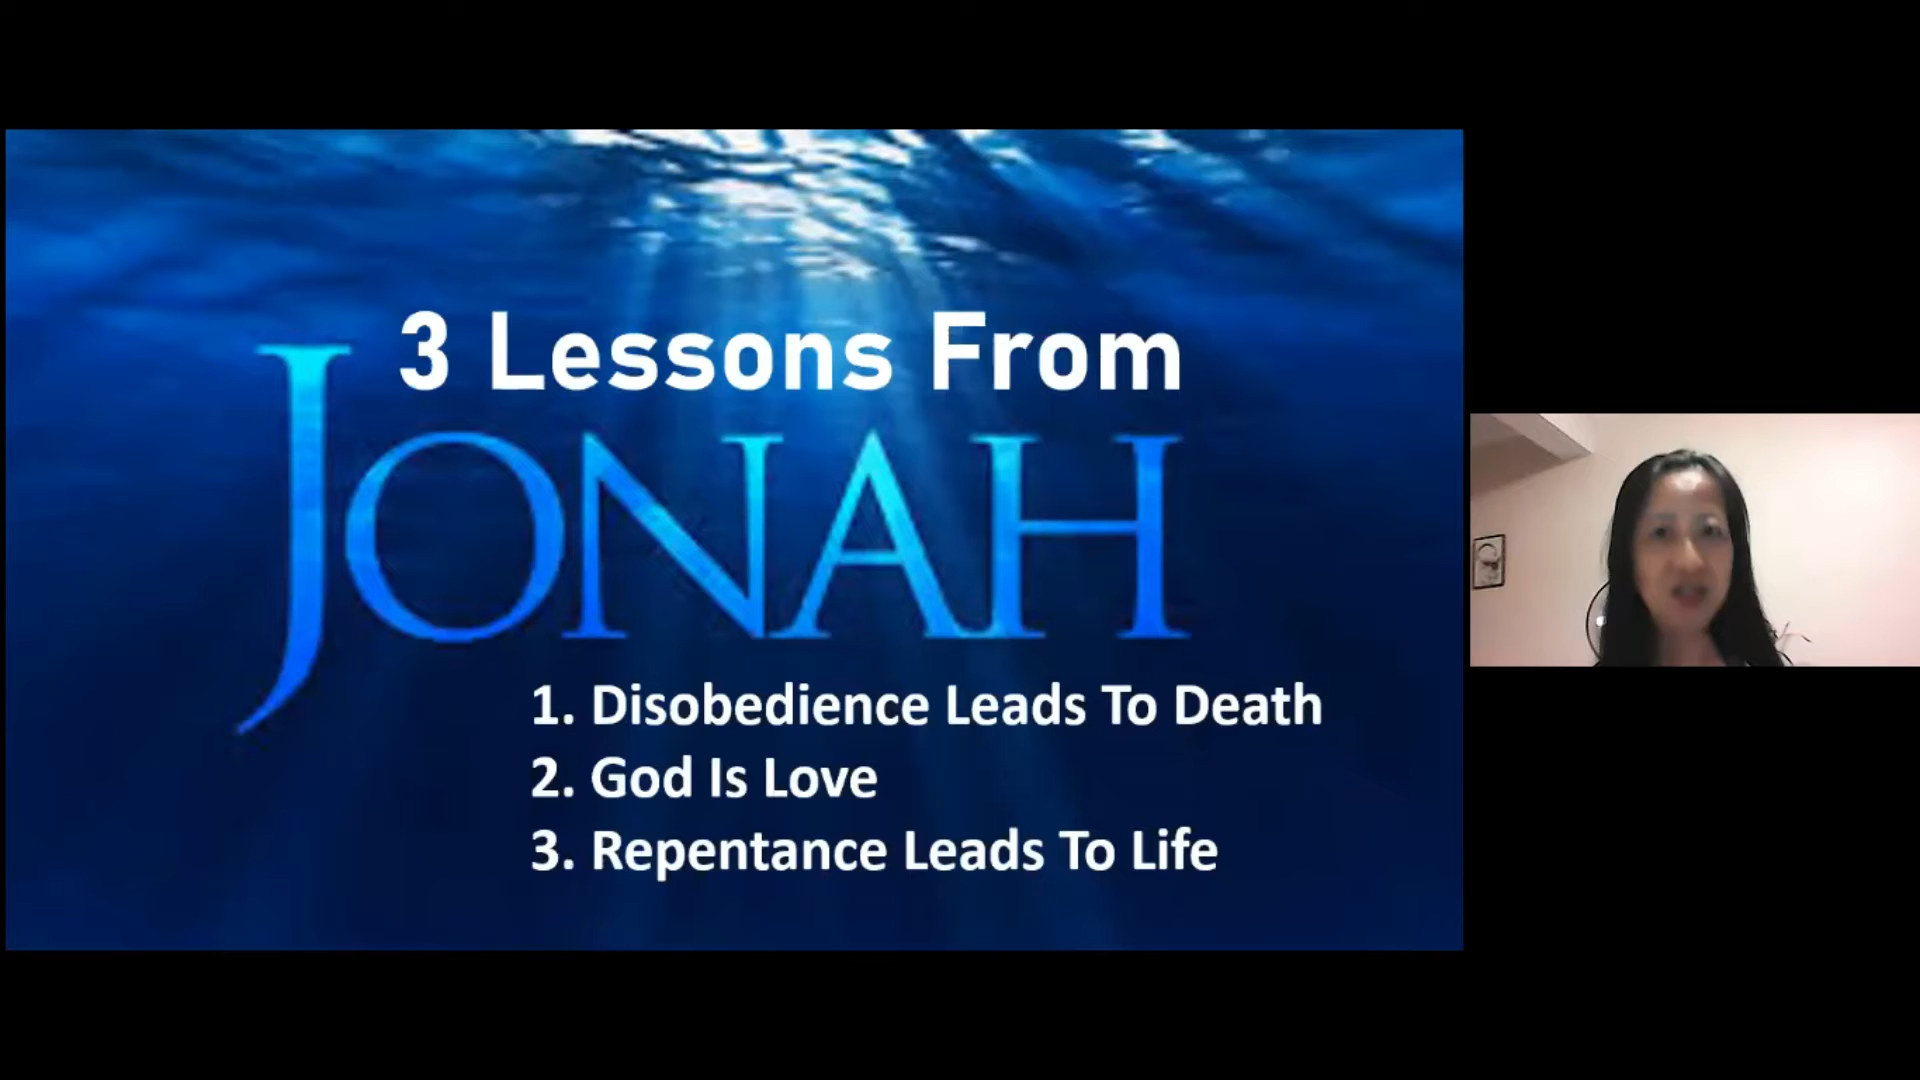 3 Lessons From
JONAH
1. Disobedience Leads To Death
2. God Is Love
3. Repentance Leads To Life